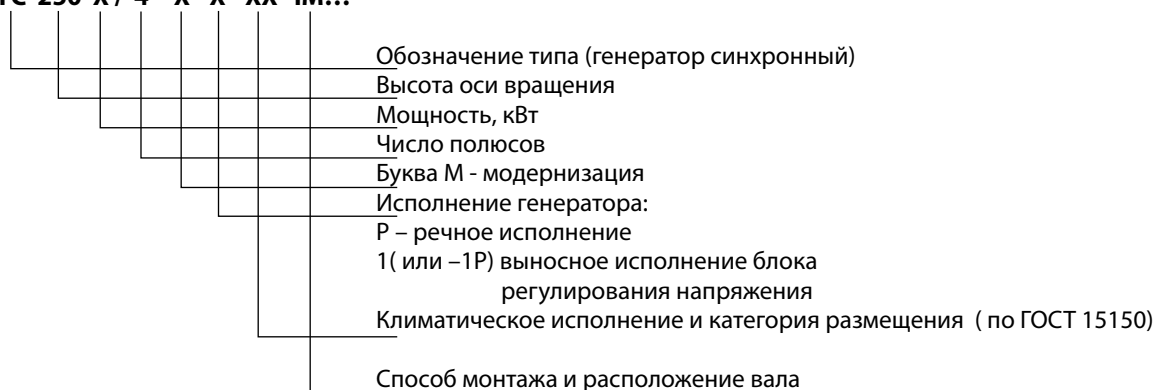 Обозначение типа (генератор синхронный)
Высота оси вращения
Мощность, кВт
Число полюсов
Буква М - модернизация
Исполнение генератора:
Р – речное исполнение
1( или –1Р) выносное исполнение блока
регулирования напряжения
Климатическое исполнение и категория размещения ( по ГОСТ 15150)
Способ монтажа и расположение вала